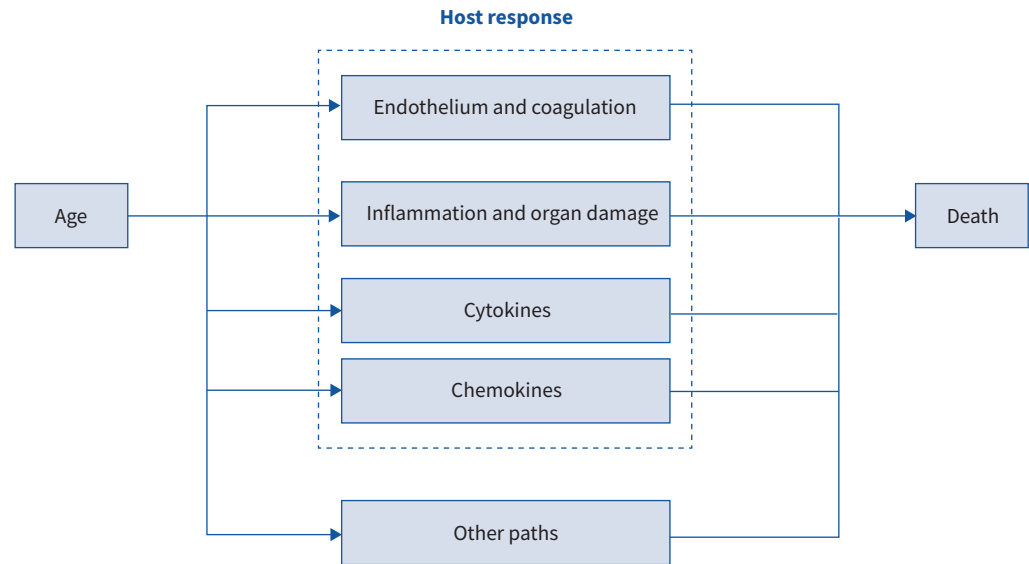 Host response
Endothelium and coagulation
Age
Inflammation and organ damage
Death
Cytokines
Chemokines
Other paths